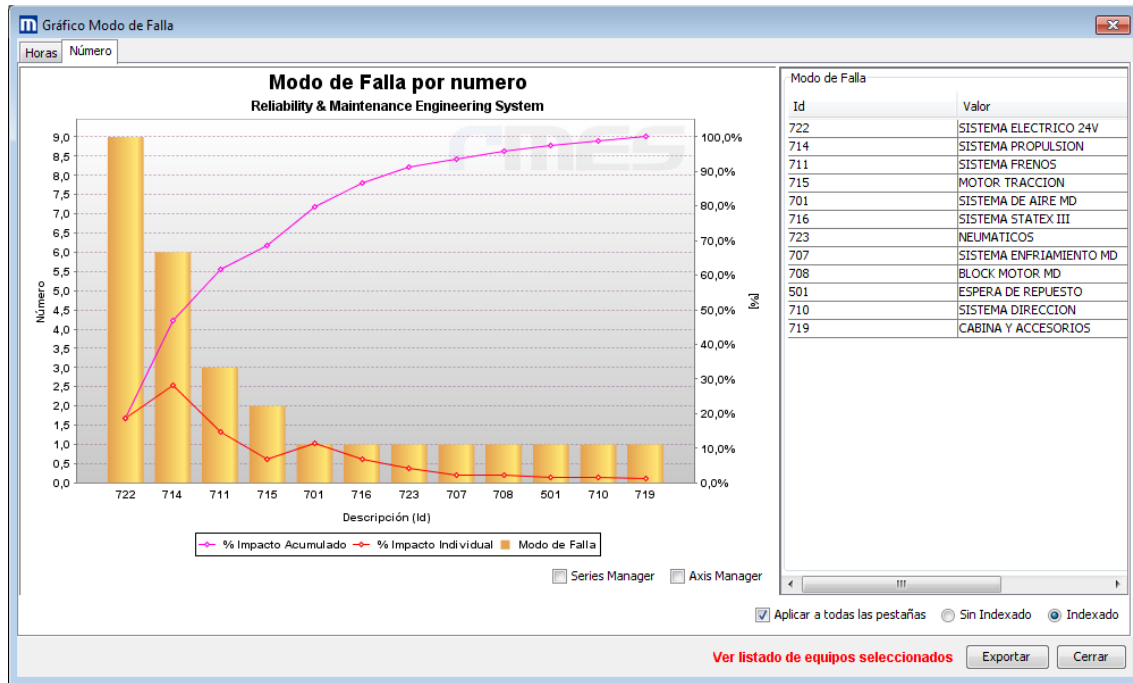 Gráfico Modo de Falla
Horas Número
Modo de Falla por numero
Reliability & Maintenance Engineering System
rmes
Número
9,0
8,5
8,0
7,5
7,0
6,5
6,0
5,5
5,0
4,5
4,0
3,5
3,0
2,5
2,0
1,5
1,0
0,5
0,0
100,0%
90,0%
80,0%
70,0%
60,0%
50,0%
40,0%
30,0%
20,0%
10,0%
0,0%
[%]
722 714 711 715 701 716 723 707 708 501 710 719
Descripción (Id)
% Impacto Acumulado % Impacto Individual Modo de Falla
Series Manager Axis Manager
Modo de Falla
Id Valor
722 SISTEMA ELECTRICO 24V
714 SISTEMA PROPULSION
711 SISTEMA FRENOS
715 MOTOR TRACCION
701 SISTEMA DE AIRE MD
716 SISTEMA STATEX III
723 NEUMATICOS
707 SISTEMA ENFRIAMIENTO MD
708 BLOCK MOTOR MD
501 ESPERA DE REPUESTO
710 SISTEMA DIRECCION
719 CABINA Y ACCESORIOS
Aplicar a todas las pestañas Sin Indexado Indexado
Ver listado de equipos seleccionados Exportar Cerrar